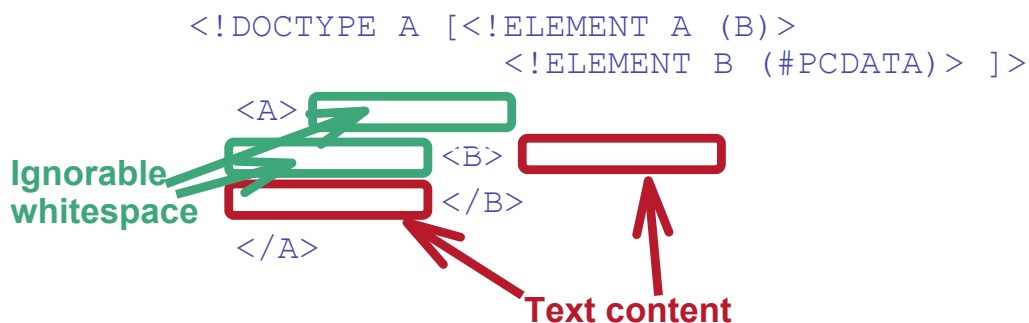 <!DOCTYPE A [<!ELEMENT A (B)>
<!ELEMENT B (#PCDATA)> ]>
<A>
<B>
Ignorable
whitespace
</B>
</A>
Text content